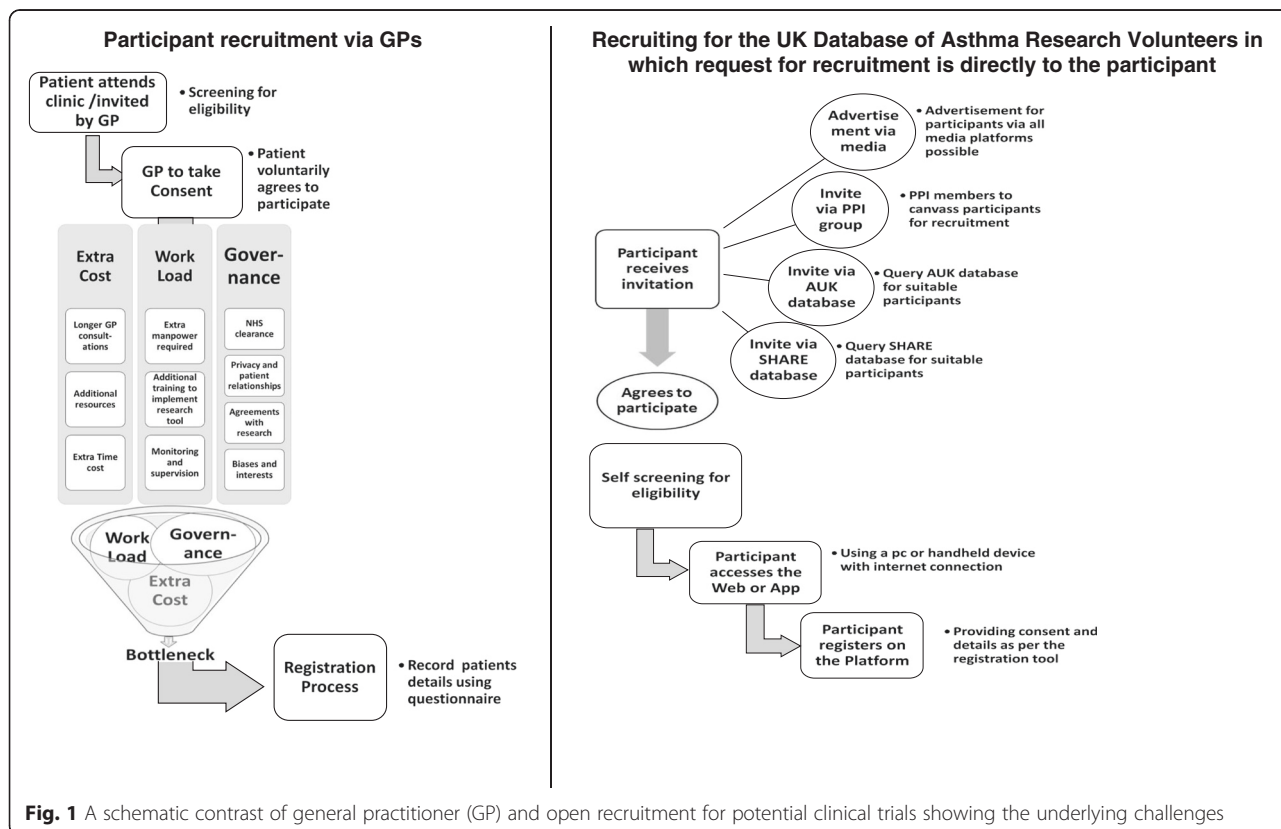 Participant recruitment via GPs
Patient attends
clinic /invited
by GP
• Screening for
eligibility
GP to take
Consent
• Patient
voluntarily
agrees to
participate
Extra
Cost
Longer GP
consult-
ations
Additional
resources
Extra Time
cost
Work
Load
Extra
manpower
required
Additional
training to
implement
research
tool
Monitoring
and
supervision
Gover-
nance
NHS
clearance
Privacy and
patient
relationships
Agreements
with
research
Biases and
interests
Work
Load
Govern-
ance
Extra
Cost
Bottleneck
Registration
Process
• Record patients
details using
questionnaire
Recruiting for the UK Database of Asthma Research Volunteers in
which request for recruitment is directly to the participant
Advertise
ment via
media
• Advertisement for
participants via all
media platforms
possible
Invite
via PPI
group
• PPI members to
canvass participants
for recruitment
Participant
receives
invitation
Invite via
AUK
database
• Query AUK database
for suitable
participants
Invite via
SHARE
database
• Query SHARE
database for suitable
participants
Agrees to
participate
Self screening for
eligibility
Participant
accesses the
Web or App
• Using a pc or handheld device
with internet connection
Participant
registers on
the Platform
• Providing consent and
details as per the
registration tool
Fig. 1 A schematic contrast of general practitioner (GP) and open recruitment for potential clinical trials showing the underlying challenges